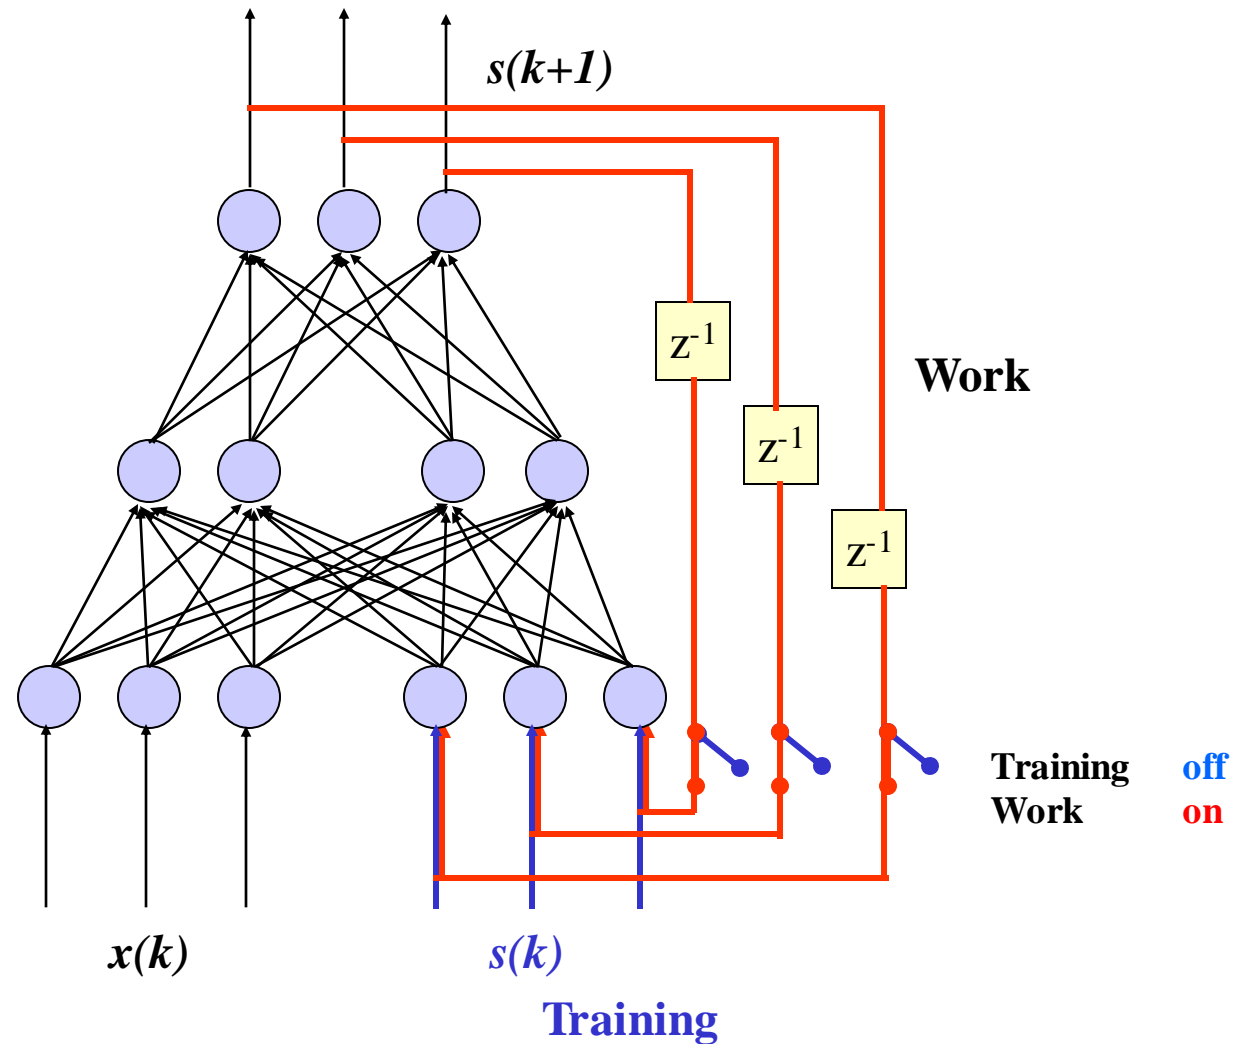 s(k+1)
z⁻¹
Work
z⁻¹
z⁻¹
Training off
Work on
x(k) s(k)
Training